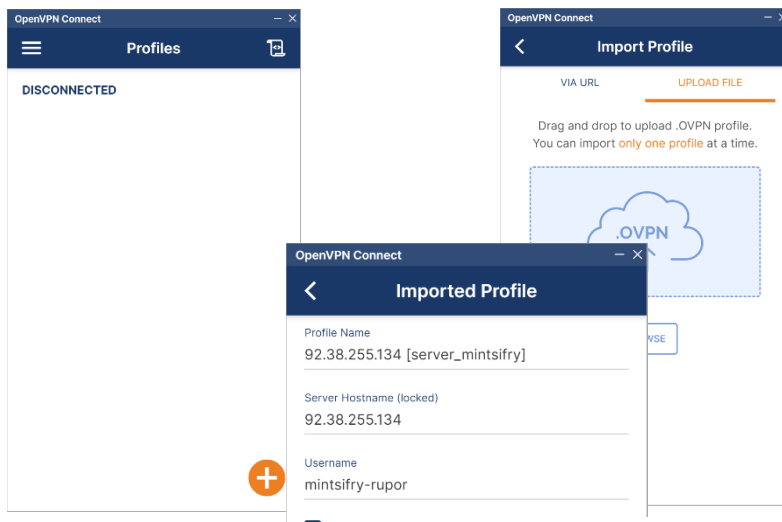 OpenVPN Connect
Profiles
DISCONNECTED
OpenVPN Connect
Import Profile
VIA URL
UPLOAD FILE
Drag and drop to upload .OVPN profile.
You can import only one profile at a time.
.OVPN
OpenVPN Connect
Imported Profile
Profile Name
92.38.255.134 [server_mintsifry]
Server Hostname (locked)
92.38.255.134
Username
mintsifry-rupor